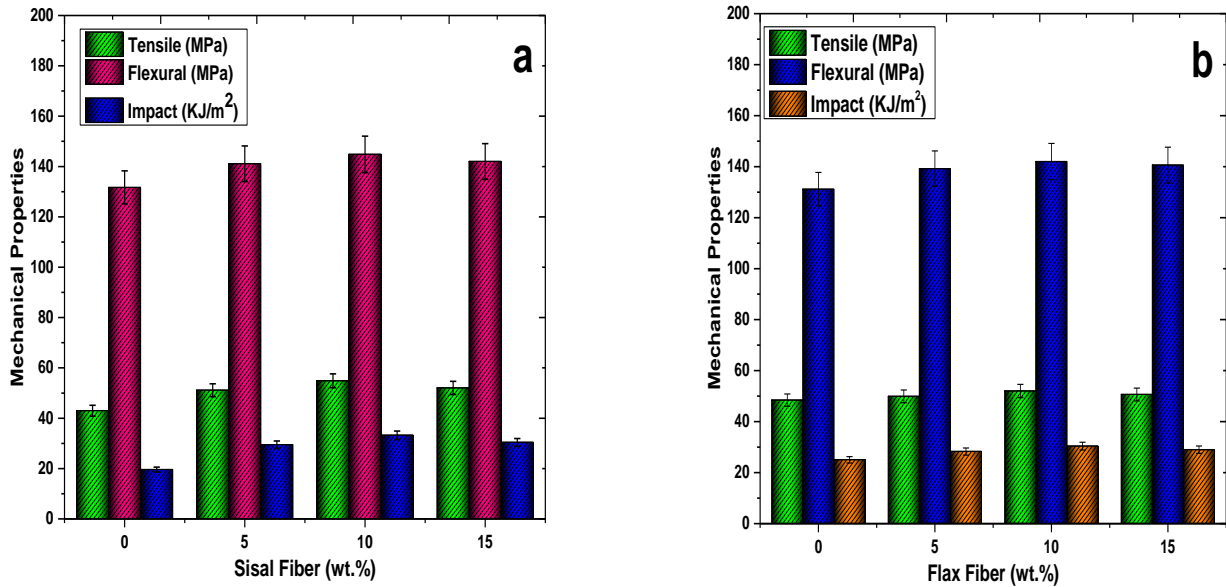 a
Tensile (MPa)
Flexural (MPa)
Impact (KJ/m²)
Mechanical Properties
200
180
160
140
120
100
80
60
40
20
0
0 5 10 15
Sisal Fiber (wt.%)
b
Tensile (MPa)
Flexural (MPa)
Impact (KJ/m²)
Mechanical Properties
200
180
160
140
120
100
80
60
40
20
0
0 5 10 15
Flax Fiber (wt.%)